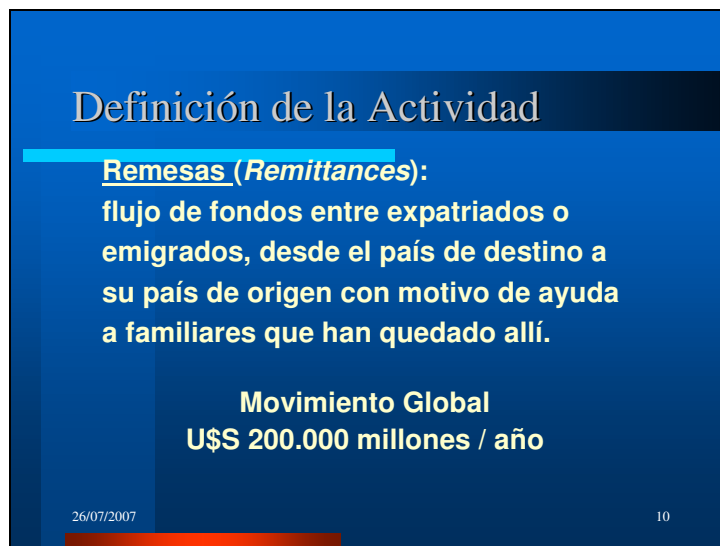 Definición de la Actividad
Remesas (Remittances):
flujo de fondos entre expatriados o
emigrados, desde el país de destino a
su país de origen con motivo de ayuda
a familiares que han quedado allí.
Movimiento Global
U$S 200.000 millones / año
26/07/2007
10